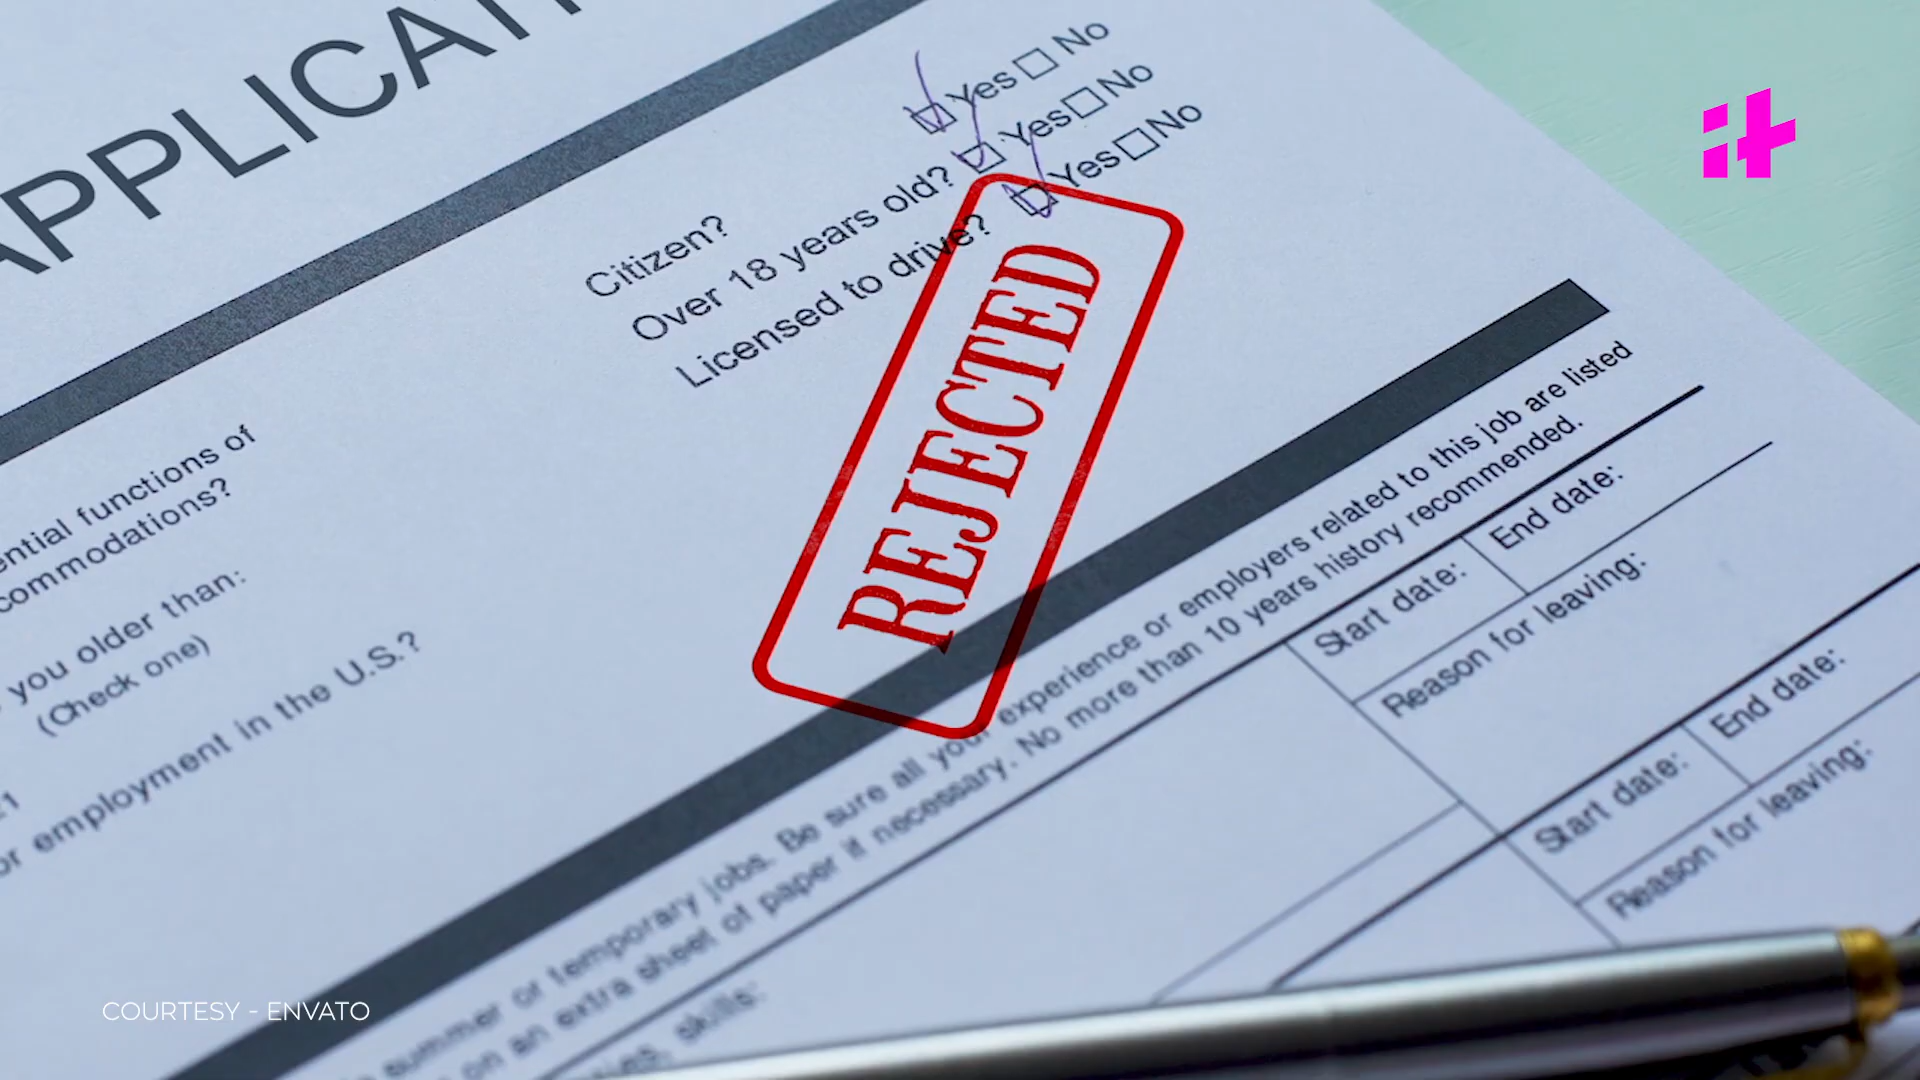 APPLICAT
Citizen?
Yes No
Over 18 years old? Yes No
Licensed to drive? Yes No
REJECTED
ential functions of
commodations?
you older than:
(Check one)
or employment in the U.S.?
summer or temporary jobs. Be sure all your experience or employers related to this job are listed
on an extra sheet of paper if necessary. No more than 10 years history recommended.
skills:
Start date:
End date:
Reason for leaving:
Start date:
End date:
Reason for leaving:
it
COURTESY - ENVATO